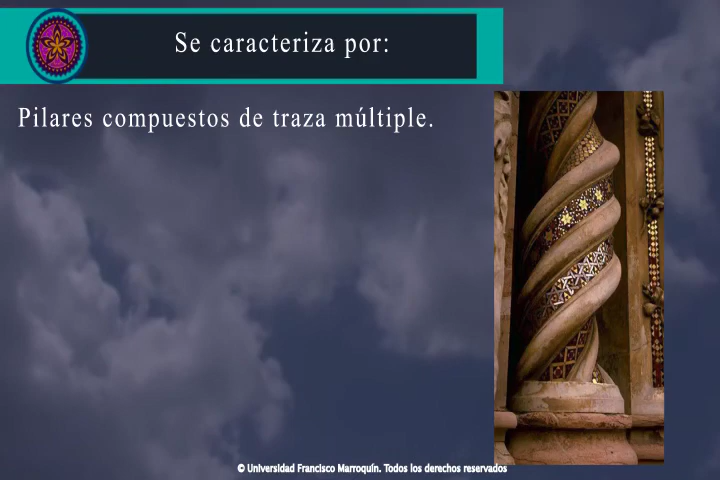 Se caracteriza por:
Pilares compuestos de traza múltiple.
© Universidad Francisco Marroquín. Todos los derechos reservados